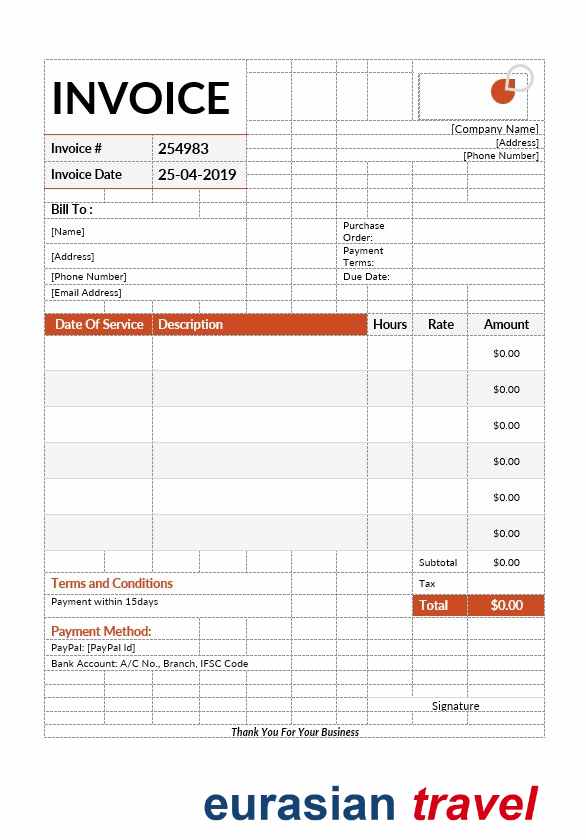 INVOICE
[Company Name]
Invoice # 254983
[Address]
[Phone Number]
Invoice Date 25-04-2019
Bill To :
[Name] Purchase
Order:
[Address] Payment
Terms:
[Phone Number] Due Date:
[Email Address]
Date Of Service Description Hours Rate Amount
$0.00
$0.00
$0.00
$0.00
$0.00
$0.00
Subtotal $0.00
Terms and Conditions Tax
Payment within 15days Total $0.00
Payment Method:
PayPal: [PayPal Id]
Bank Account: A/C No., Branch, IFSC Code
Signature
Thank You For Your Business
eurasian travel